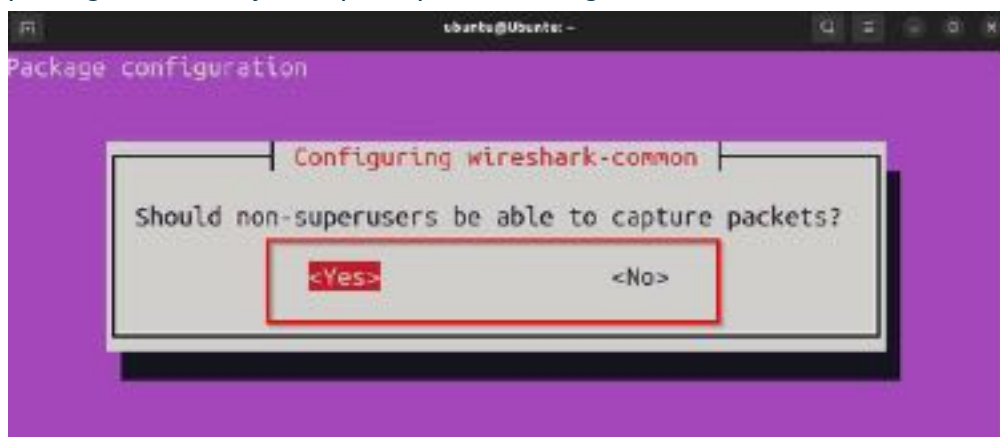 ubuntu@Ubuntu: ~
Package configuration
Configuring wireshark-common
Should non-superusers be able to capture packets?
<Yes> <No>